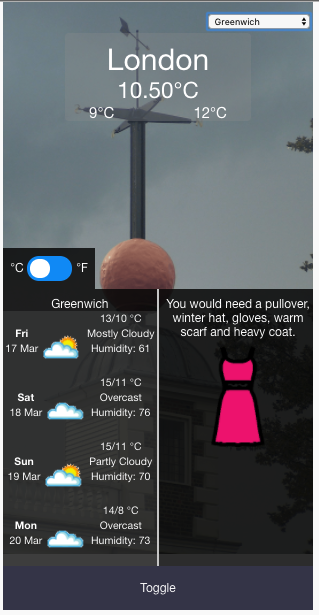 Greenwich
London
10.50°C
9°C 12°C
°C °F
Greenwich
13/10 °C
Fri Mostly Cloudy
17 Mar Humidity: 61
15/11 °C
Sat Overcast
18 Mar Humidity: 76
15/11 °C
Sun Partly Cloudy
19 Mar Humidity: 70
14/8 °C
Mon Overcast
20 Mar Humidity: 73
You would need a pullover,
winter hat, gloves, warm
scarf and heavy coat.
Toggle